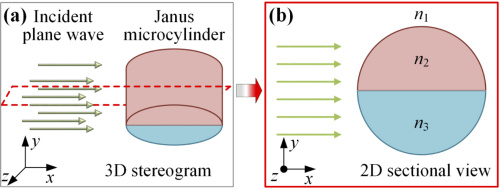 (a) Incident
plane wave
Janus
microcylinder
y
x
z
3D stereogram
(b)
n1
n2
n3
y
x
z
2D sectional view